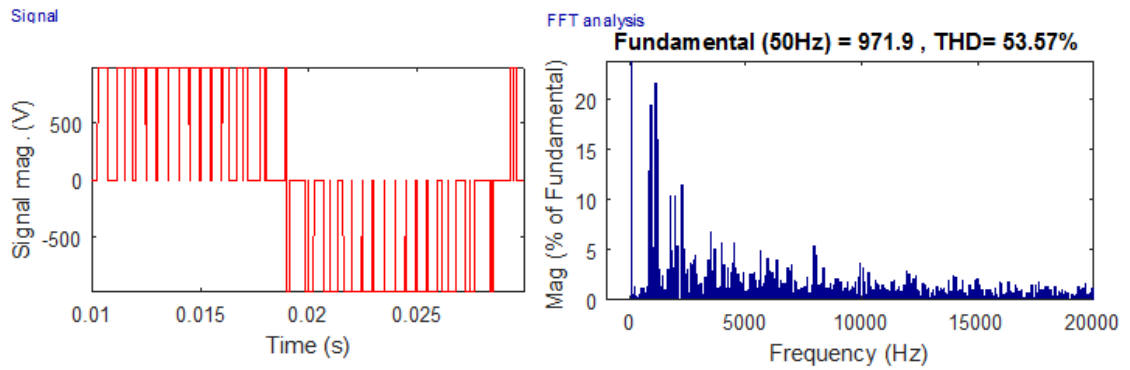 Signal
500
0
-500
0.01
0.015
0.02
0.025
Time (s)
Signal mag. (V)
FFT analysis
Fundamental (50Hz) = 971.9 , THD= 53.57%
20
15
10
5
0
0
5000
10000
15000
20000
Frequency (Hz)
Mag (% of Fundamental)